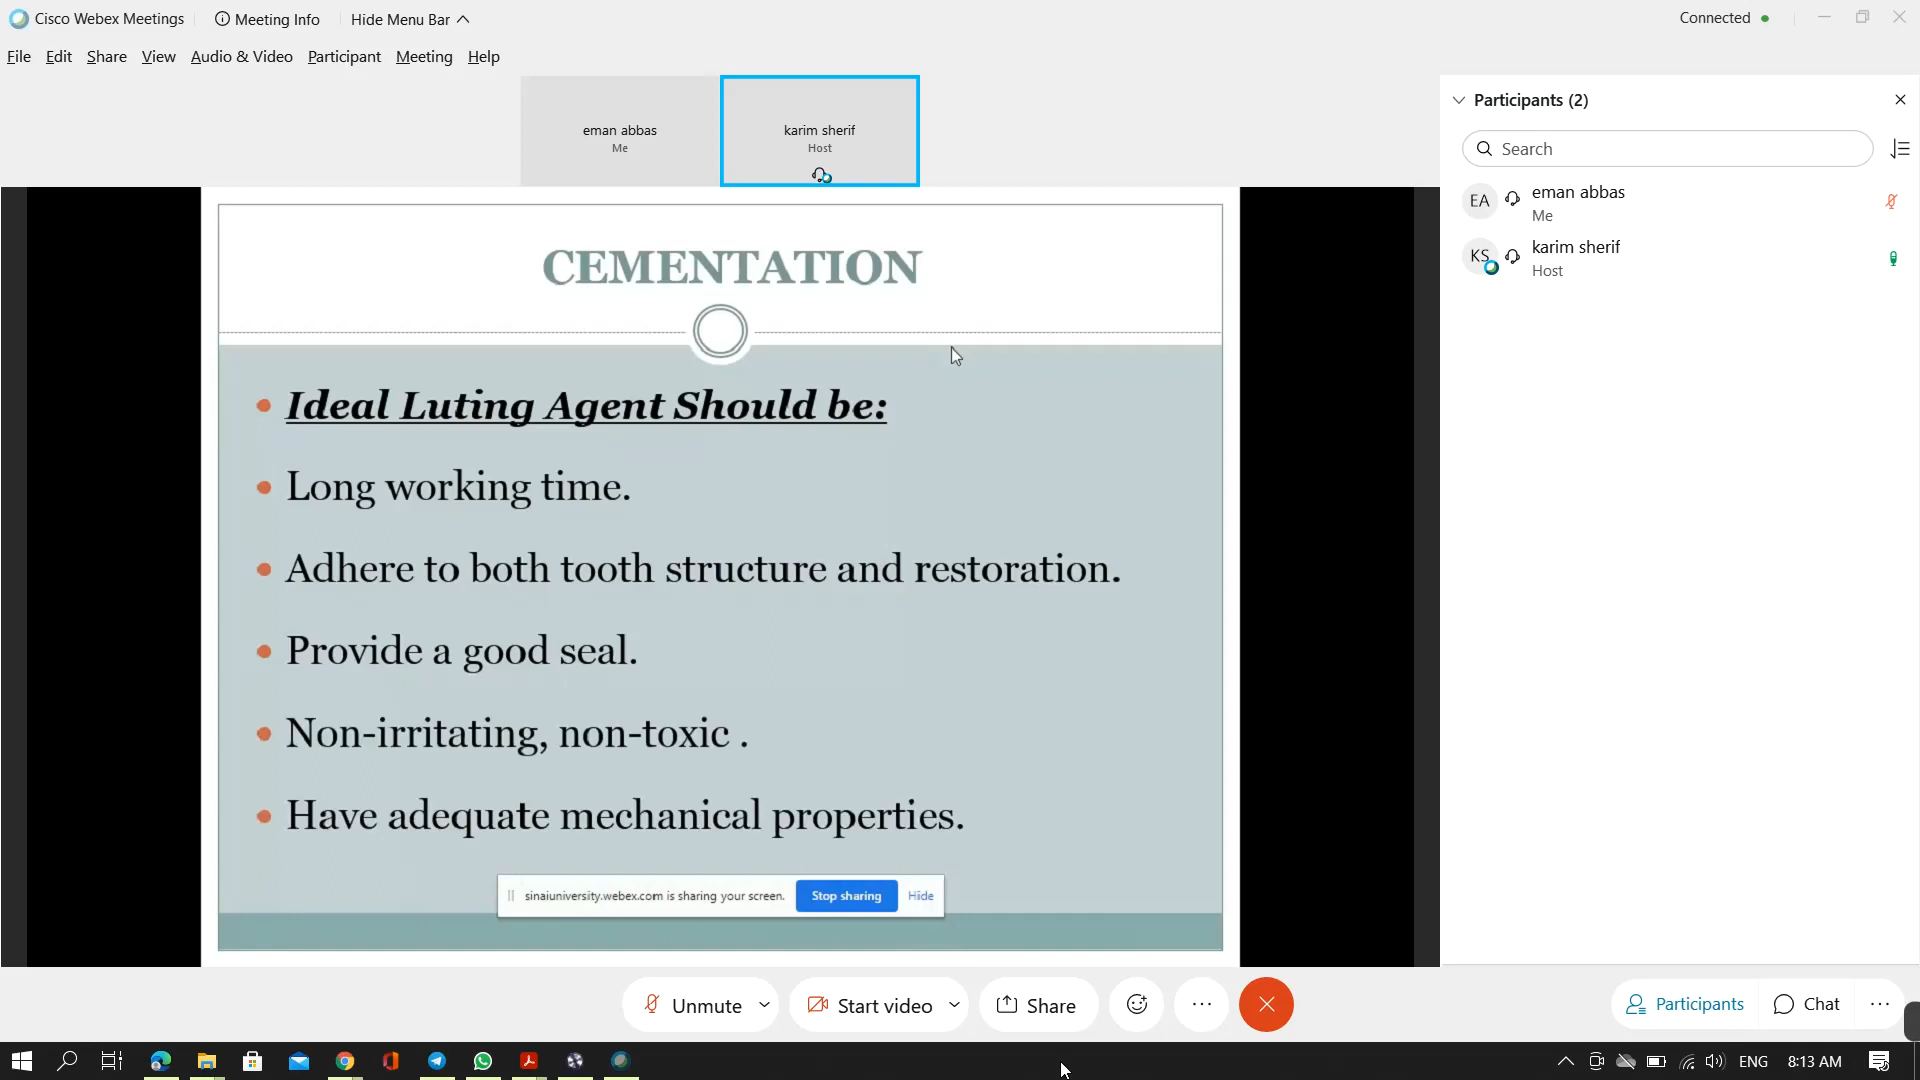 Cisco Webex Meetings
Meeting Info
Hide Menu Bar
Connected
File Edit Share View Audio & Video Participant Meeting Help
eman abbas
Me
karim sherif
Host
Participants (2)
Search
EA
eman abbas
Me
KS
karim sherif
Host
CEMENTATION
Ideal Luting Agent Should be:
Long working time.
Adhere to both tooth structure and restoration.
Provide a good seal.
Non-irritating, non-toxic .
Have adequate mechanical properties.
sinaiuniversity.webex.com is sharing your screen.
Stop sharing
Hide
Unmute
Start video
Share
Participants
Chat
ENG
8:13 AM